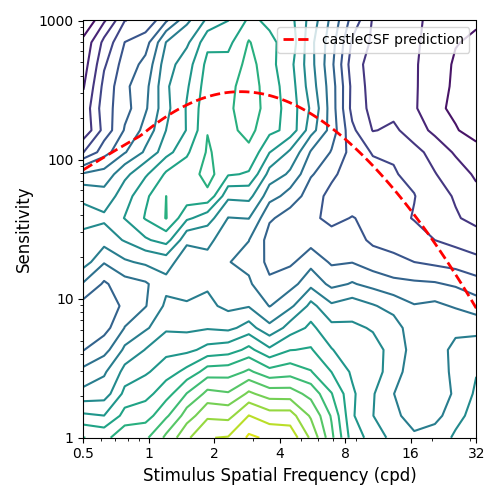 castleCSF prediction
1000
100
10
1
Sensitivity
0.5 1 2 4 8 16 32
Stimulus Spatial Frequency (cpd)